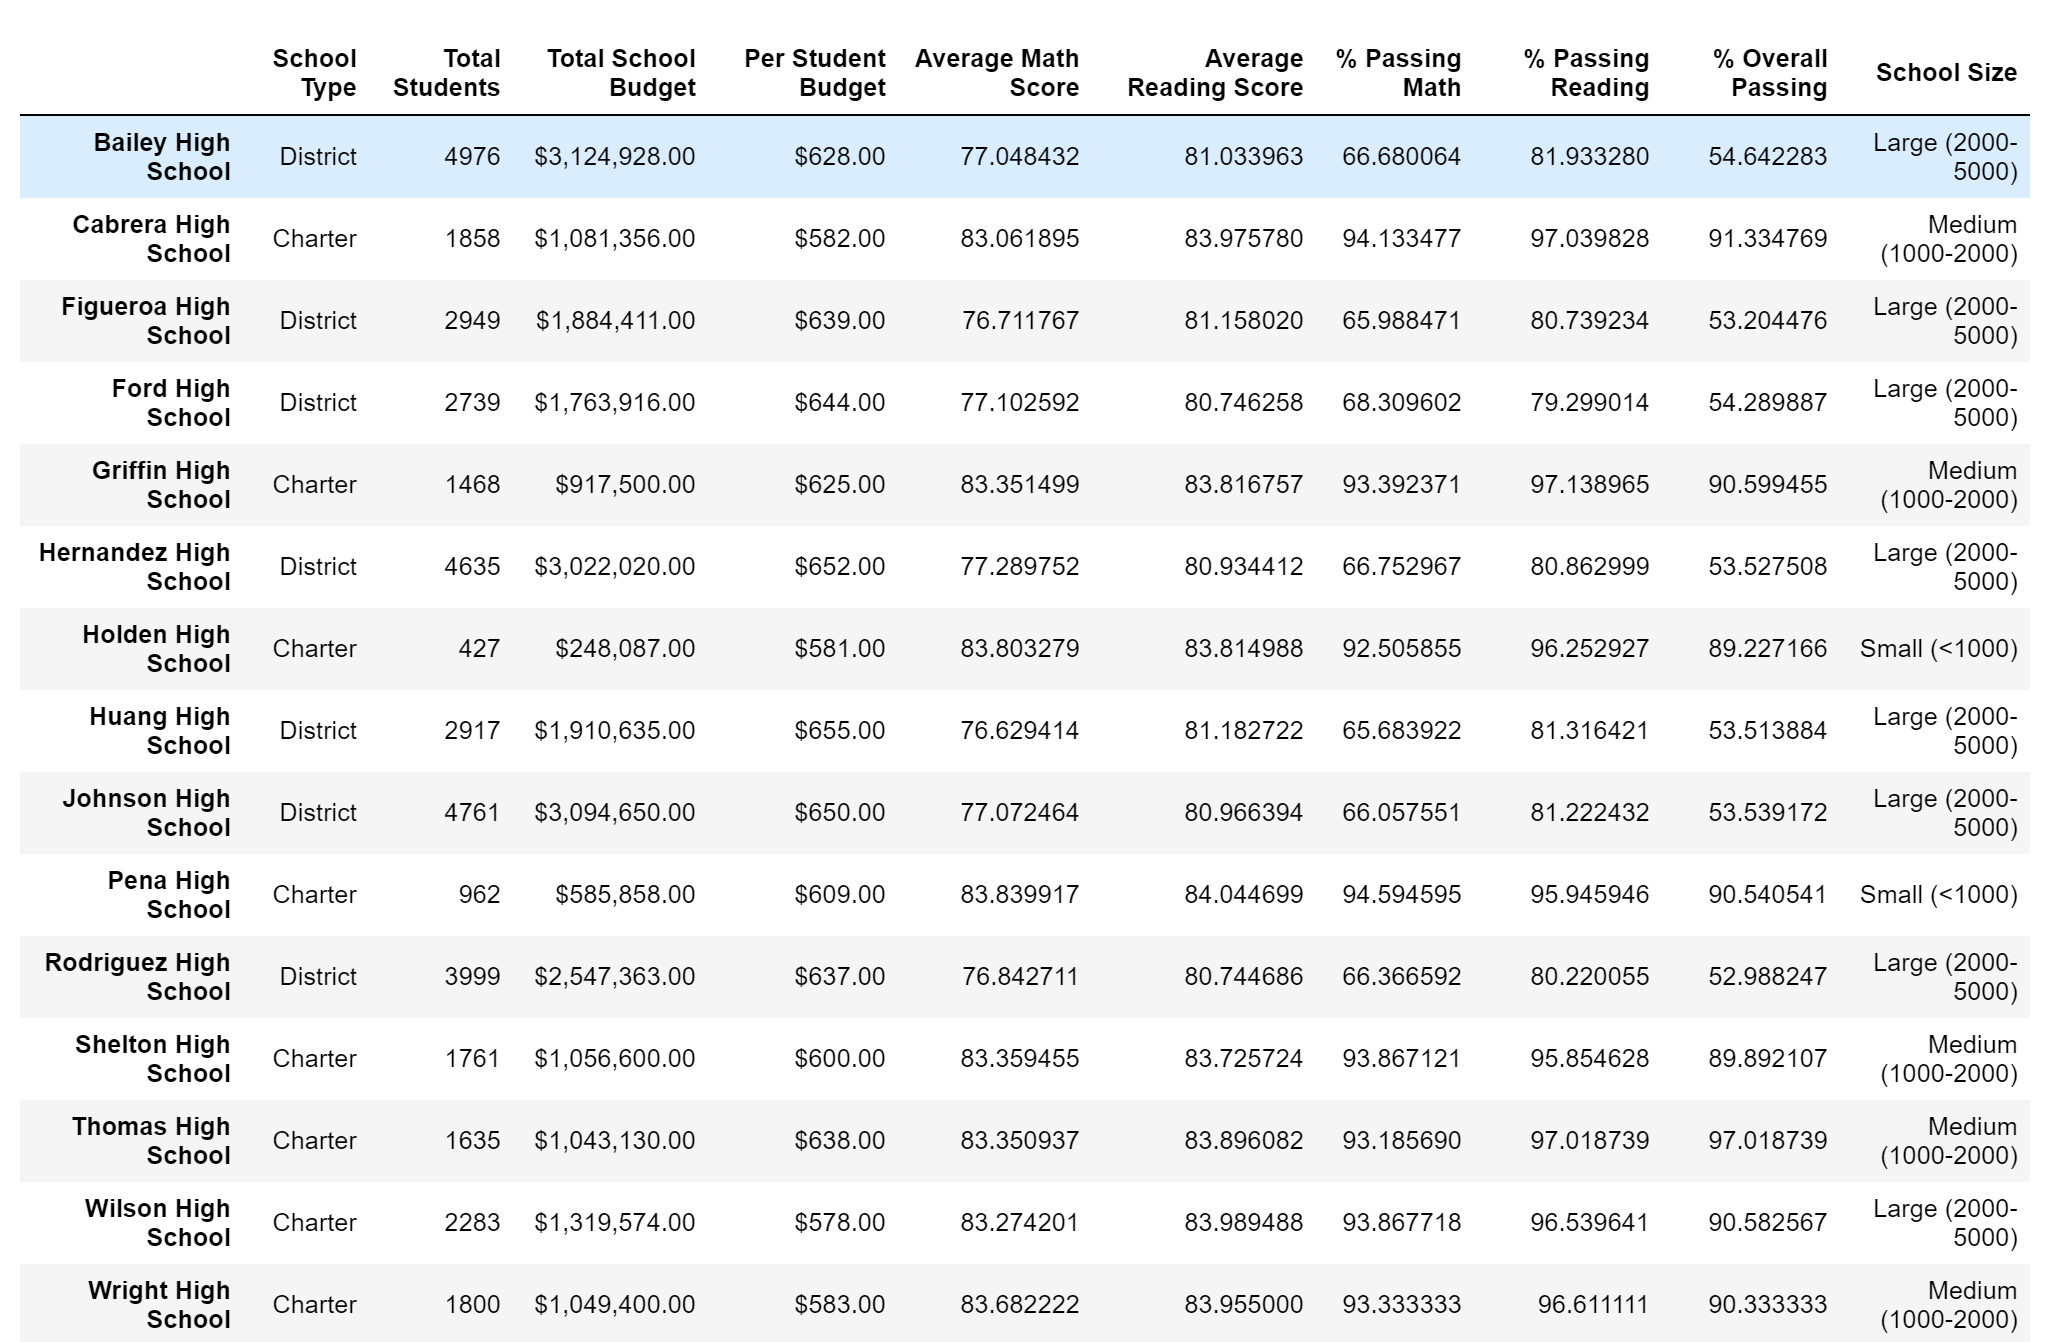 School Type Total Students Total School Budget Per Student Budget Average Math Score Average Reading Score % Passing Math % Passing Reading % Overall Passing School Size
Bailey High School District 4976 $3,124,928.00 $628.00 77.048432 81.033963 66.680064 81.933280 54.642283 Large (2000-5000)
Cabrera High School Charter 1858 $1,081,356.00 $582.00 83.061895 83.975780 94.133477 97.039828 91.334769 Medium (1000-2000)
Figueroa High School District 2949 $1,884,411.00 $639.00 76.711767 81.158020 65.988471 80.739234 53.204476 Large (2000-5000)
Ford High School District 2739 $1,763,916.00 $644.00 77.102592 80.746258 68.309602 79.299014 54.289887 Large (2000-5000)
Griffin High School Charter 1468 $917,500.00 $625.00 83.351499 83.816757 93.392371 97.138965 90.599455 Medium (1000-2000)
Hernandez High School District 4635 $3,022,020.00 $652.00 77.289752 80.934412 66.752967 80.862999 53.527508 Large (2000-5000)
Holden High School Charter 427 $248,087.00 $581.00 83.803279 83.814988 92.505855 96.252927 89.227166 Small (<1000)
Huang High School District 2917 $1,910,635.00 $655.00 76.629414 81.182722 65.683922 81.316421 53.513884 Large (2000-5000)
Johnson High School District 4761 $3,094,650.00 $650.00 77.072464 80.966394 66.057551 81.222432 53.539172 Large (2000-5000)
Pena High School Charter 962 $585,858.00 $609.00 83.839917 84.044699 94.594595 95.945946 90.540541 Small (<1000)
Rodriguez High School District 3999 $2,547,363.00 $637.00 76.842711 80.744686 66.366592 80.220055 52.988247 Large (2000-5000)
Shelton High School Charter 1761 $1,056,600.00 $600.00 83.359455 83.725724 93.867121 95.854628 89.892107 Medium (1000-2000)
Thomas High School Charter 1635 $1,043,130.00 $638.00 83.350937 83.896082 93.185690 97.018739 97.018739 Medium (1000-2000)
Wilson High School Charter 2283 $1,319,574.00 $578.00 83.274201 83.989488 93.867718 96.539641 90.582567 Large (2000-5000)
Wright High School Charter 1800 $1,049,400.00 $583.00 83.682222 83.955000 93.333333 96.611111 90.333333 Medium (1000-2000)